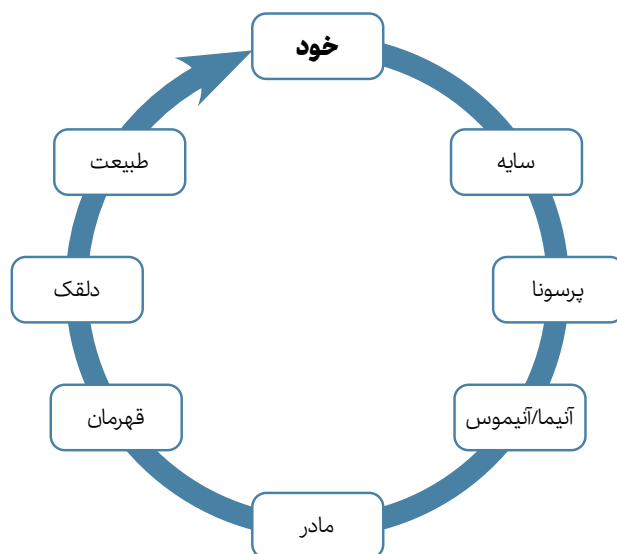 خود
سایه
پرسونا
آنیما/آنیموس
مادر
قهرمان
دلقک
طبیعت